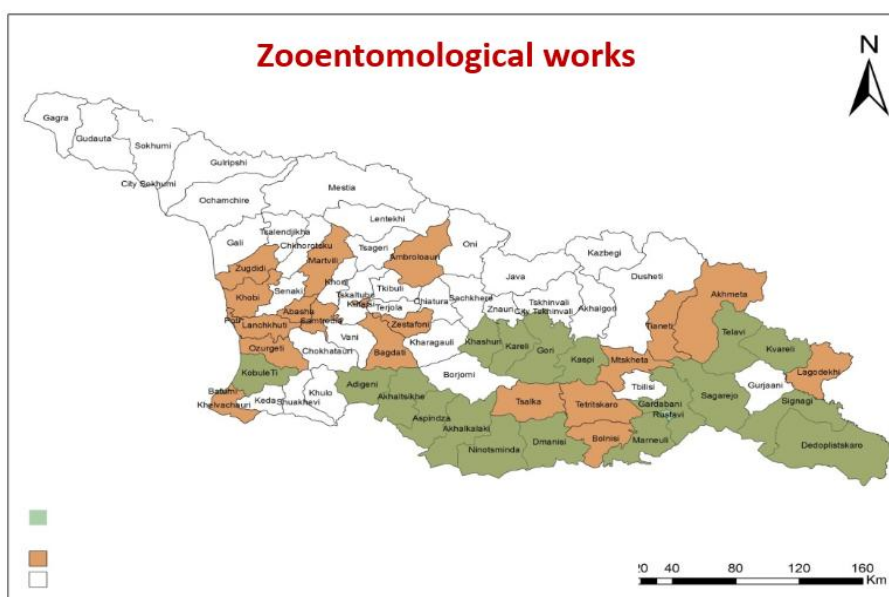 Zooentomological works
N
Gagra
Gudauta
Sokhumi
City Sokhumi
Gulripshi
Ochamchire
Mestia
Gali
Tsalendjikha
Chkhorotsku
Lentekhi
Tsageri
Oni
Martvili
Ambroloauri
Zugdidi
Khobi
Senaki
Khoni
Tskaltubo
Tkibuli
Chiatura
Sachkhere
Java
Kazbegi
Dusheti
Abasha
Samtredia
Terjola
Zestafoni
Znauri
Tskhinvali
City Tskhinvali
Akhalgori
Tianeti
Akhmeta
Lanchkhuti
Ozurgeti
Chokhatauri
Vani
Bagdati
Kharagauli
Khashuri
Kareli
Gori
Kaspi
Mtskheta
Telavi
Kvareli
KobuleTi
Batumi
Khelvachauri
Keda
Shuakhevi
Khulo
Adigeni
Akhaltsikhe
Borjomi
Tbilisi
Gurjaani
Lagodekhi
Aspindza
Akhalkalaki
Tsalka
Tetritskaro
Gardabani
Rustavi
Sagarejo
Signagi
Ninotsminda
Dmanisi
Bolnisi
Marneuli
Dedoplistskaro
20 40 80 120 160
Km